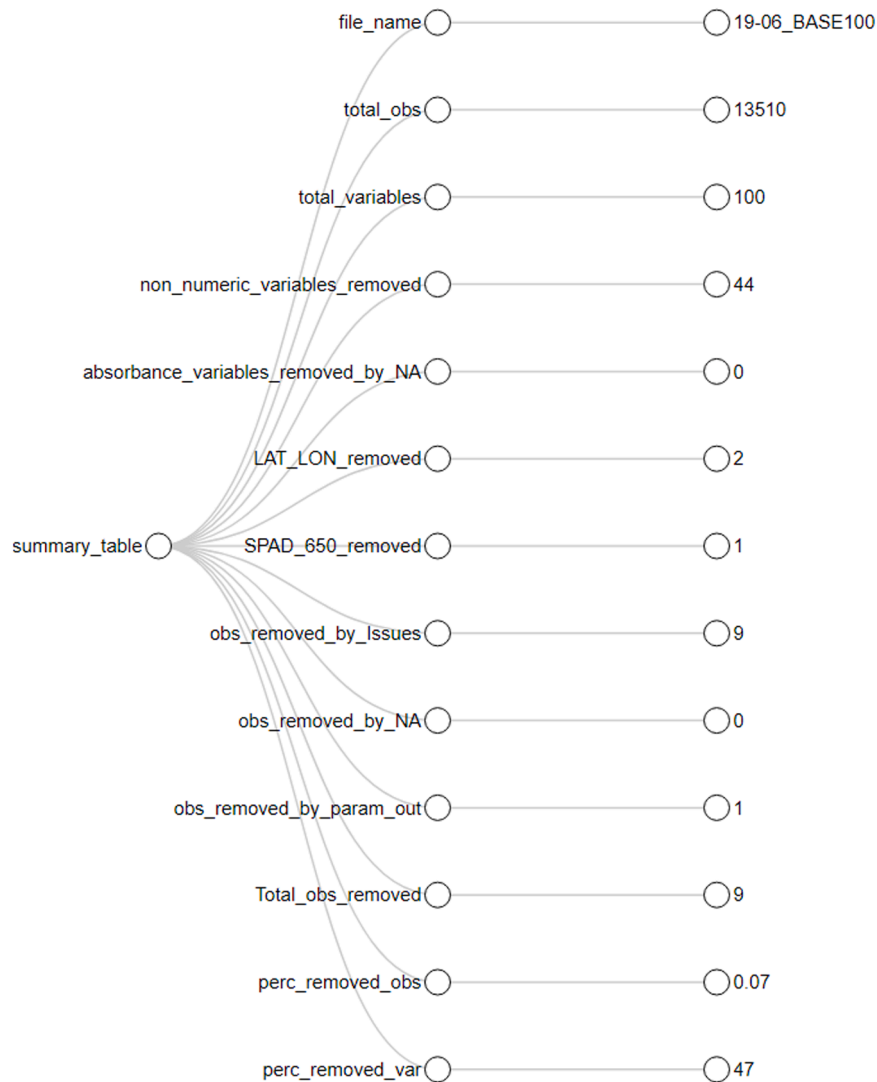 file_name 19-06_BASE100
total_obs 13510
total_variables 100
non_numeric_variables_removed 44
absorbance_variables_removed_by_NA 0
LAT_LON_removed 2
summary_table SPAD_650_removed 1
obs_removed_by_Issues 9
obs_removed_by_NA 0
obs_removed_by_param_out 1
Total_obs_removed 9
perc_removed_obs 0.07
perc_removed_var 47